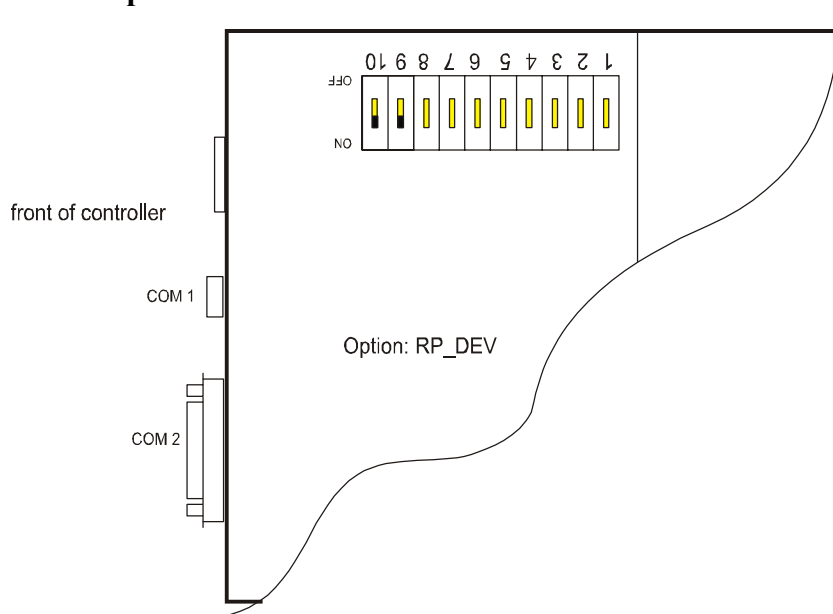 10 9 8 7 6 5 4 3 2 1
OFF
ON
front of controller
COM 1
Option: RP_DEV
COM 2